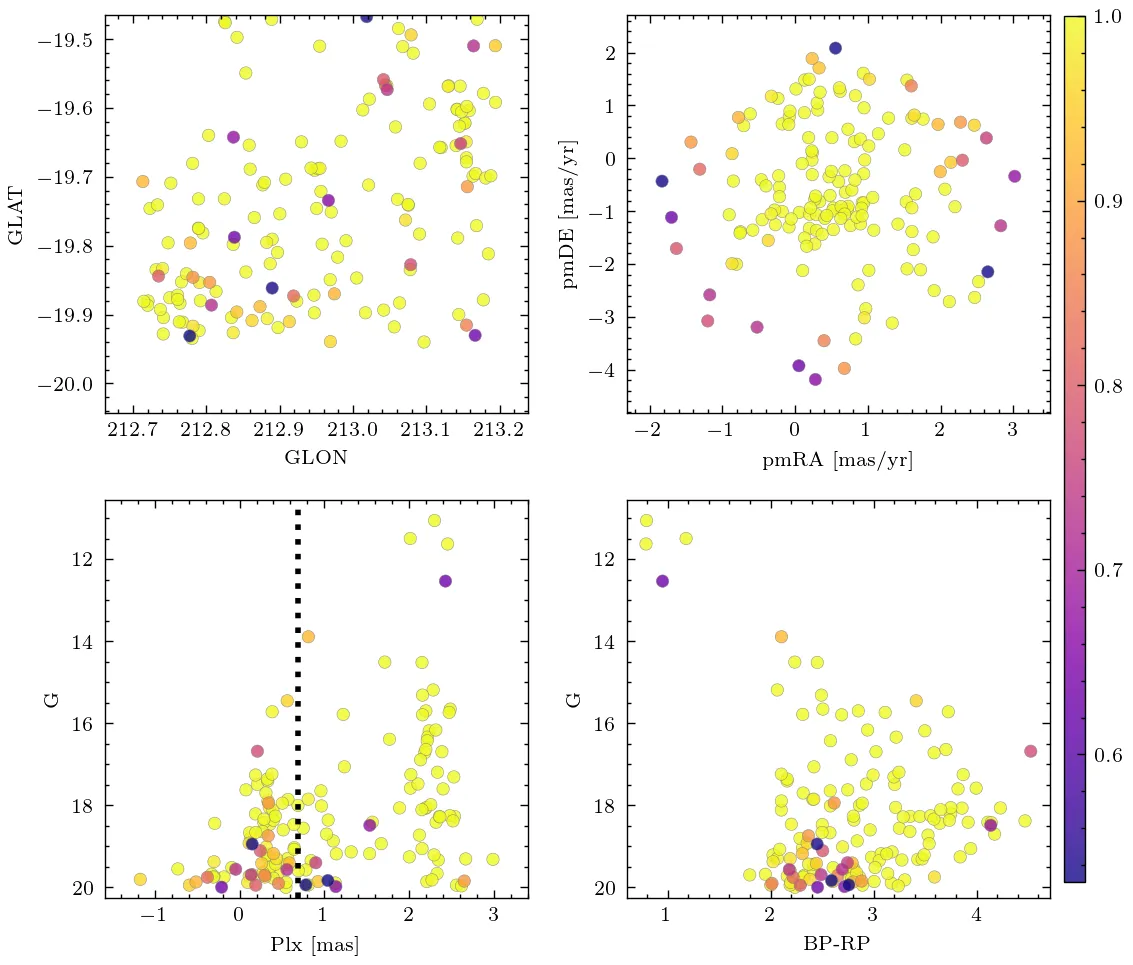 −19.5
−19.6
−19.7
−19.8
−19.9
−20.0
GLAT
212.7 212.8 212.9 213.0 213.1 213.2
GLON
2
1
0
−1
−2
−3
−4
pmDE [mas/yr]
−2 −1 0 1 2 3
pmRA [mas/yr]
12
14
16
18
20
G
−1 0 1 2 3
Plx [mas]
12
14
16
18
20
G
1 2 3 4
BP-RP
1.0
0.9
0.8
0.7
0.6